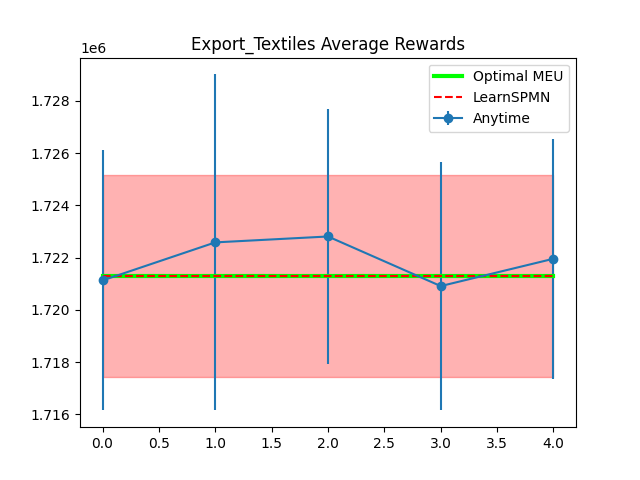 Export_Textiles Average Rewards
1e6
Optimal MEU
LearnSPMN
Anytime
1.728
1.726
1.724
1.722
1.720
1.718
1.716
0.0 0.5 1.0 1.5 2.0 2.5 3.0 3.5 4.0